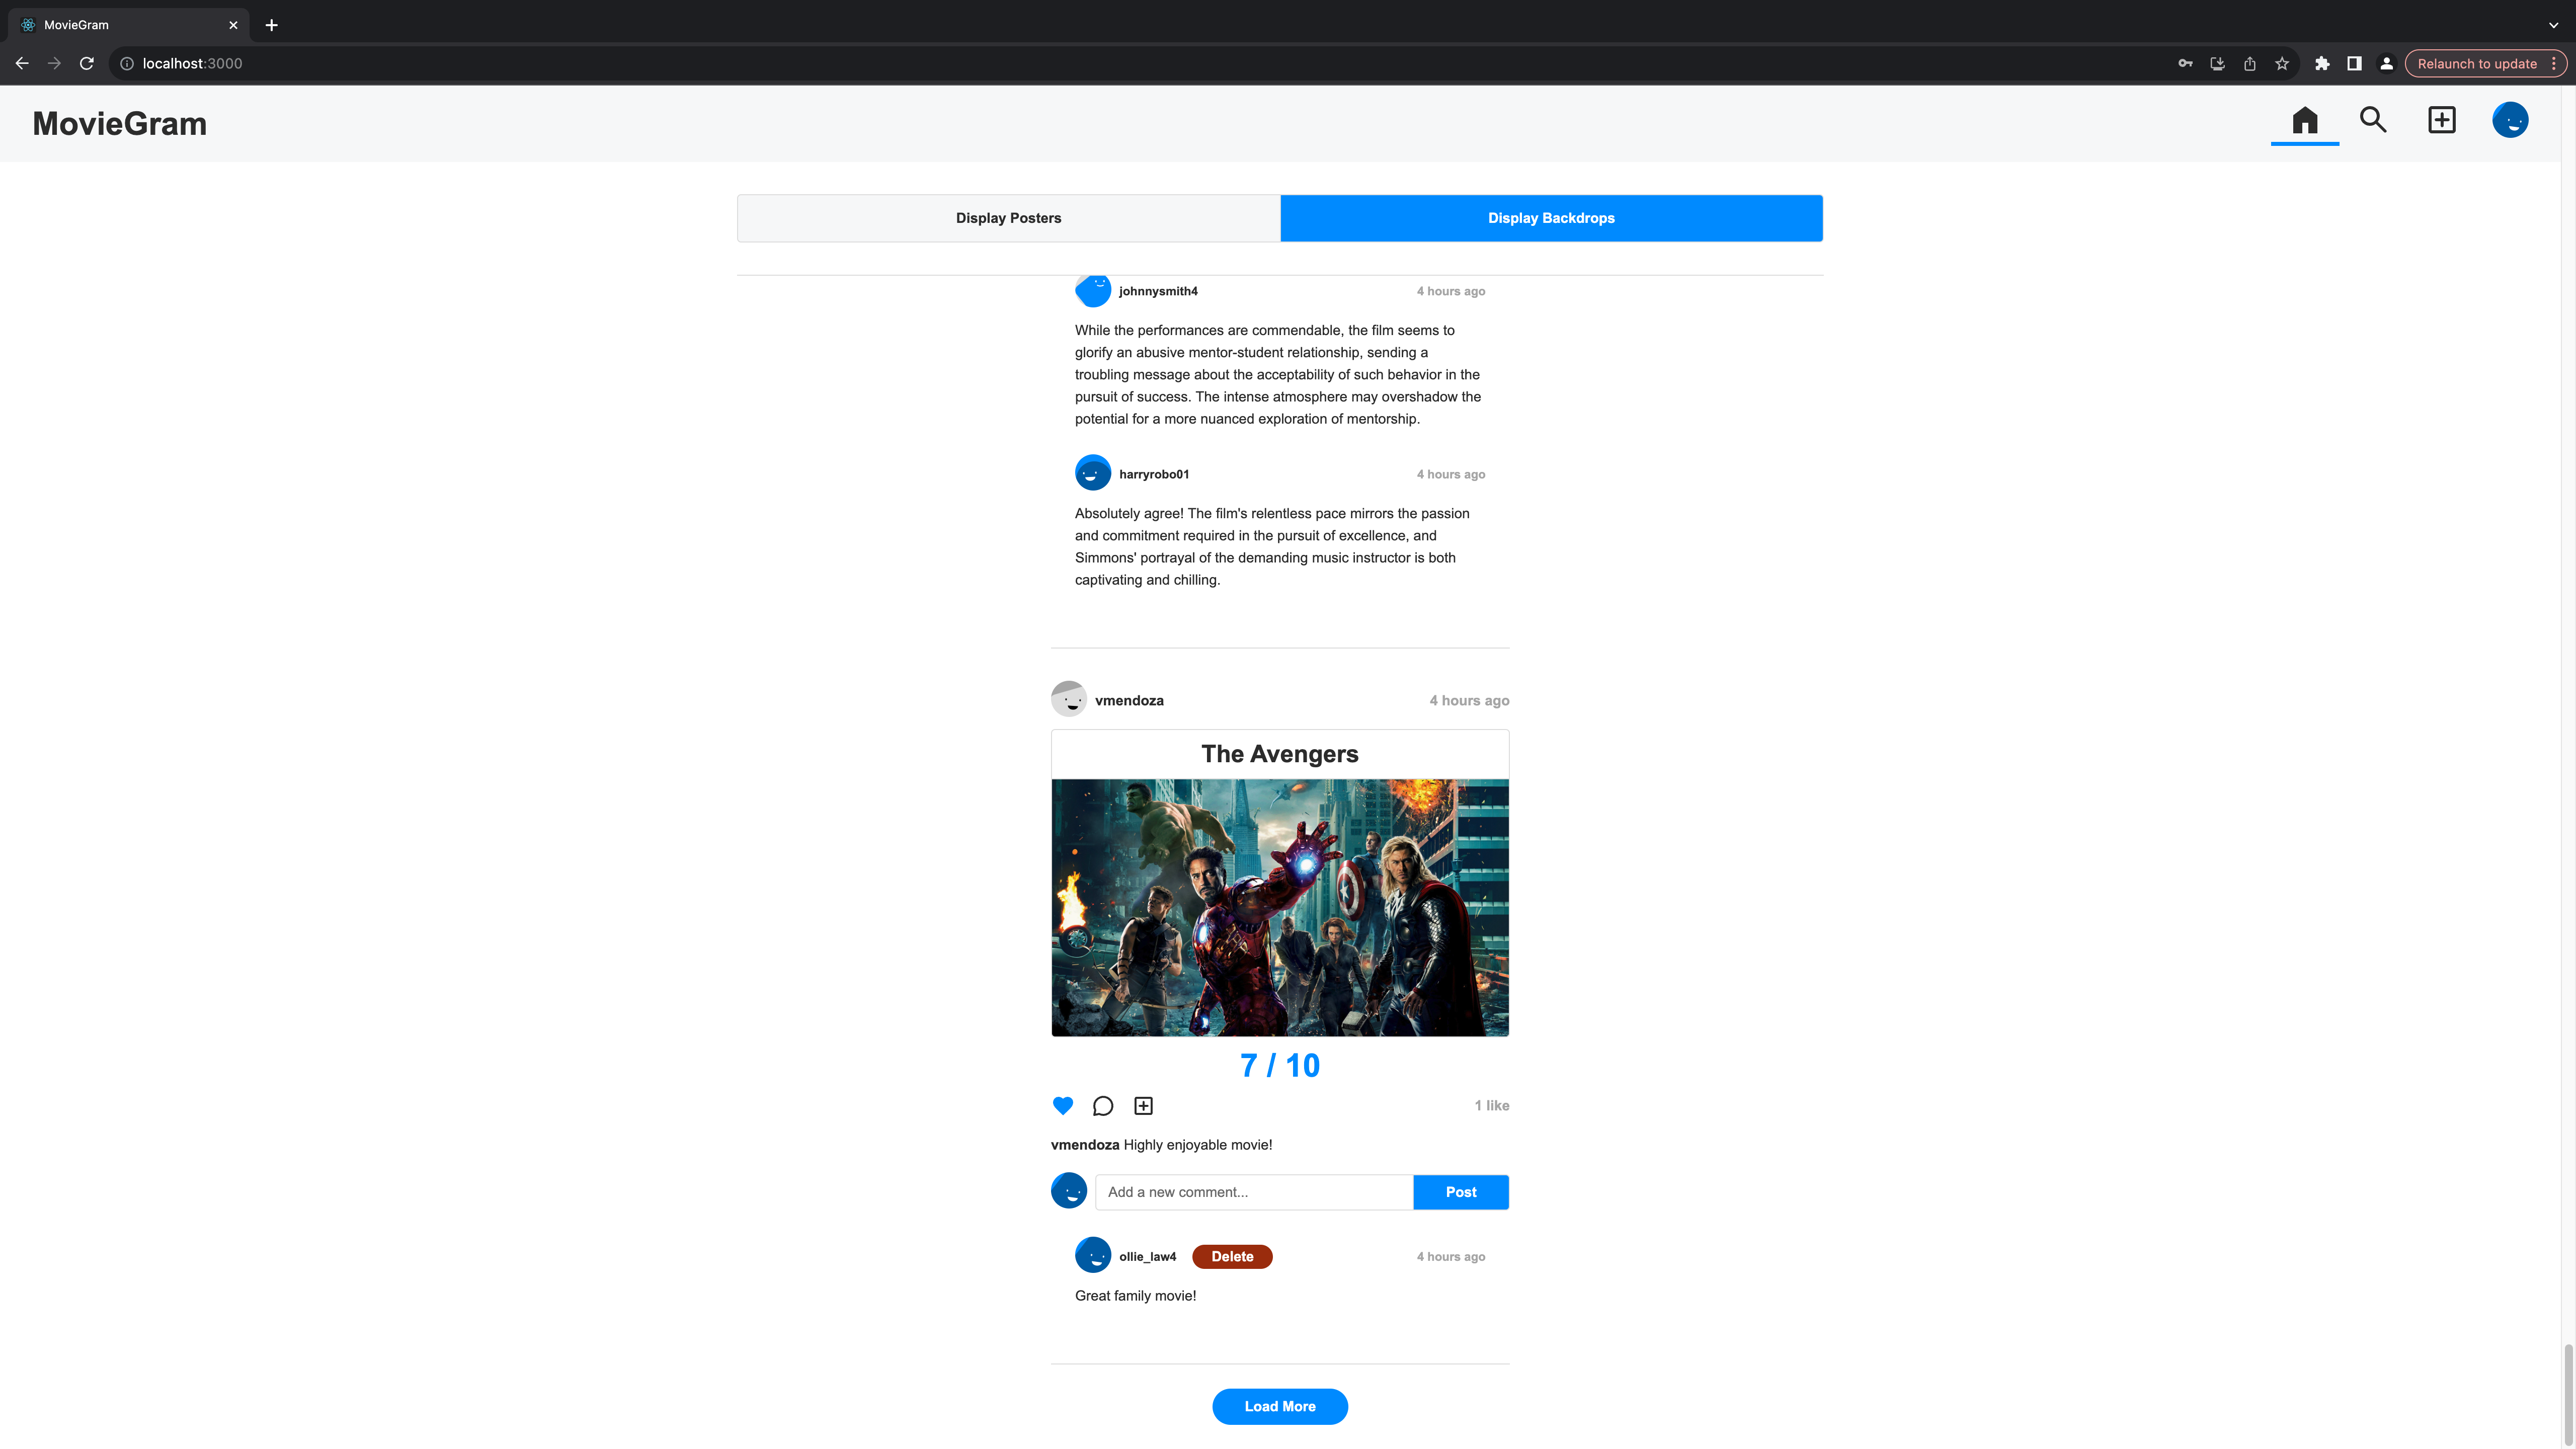 MovieGram
localhost:3000
Relaunch to update
MovieGram
Display Posters
Display Backdrops
johnnysmith4
4 hours ago
While the performances are commendable, the film seems to
glorify an abusive mentor-student relationship, sending a
troubling message about the acceptability of such behavior in the
pursuit of success. The intense atmosphere may overshadow the
potential for a more nuanced exploration of mentorship.
harryrobo01
4 hours ago
Absolutely agree! The film's relentless pace mirrors the passion
and commitment required in the pursuit of excellence, and
Simmons' portrayal of the demanding music instructor is both
captivating and chilling.
vmendoza
4 hours ago
The Avengers
7 / 10
1 like
vmendoza Highly enjoyable movie!
Add a new comment...
Post
ollie_law4
Delete
4 hours ago
Great family movie!
Load More